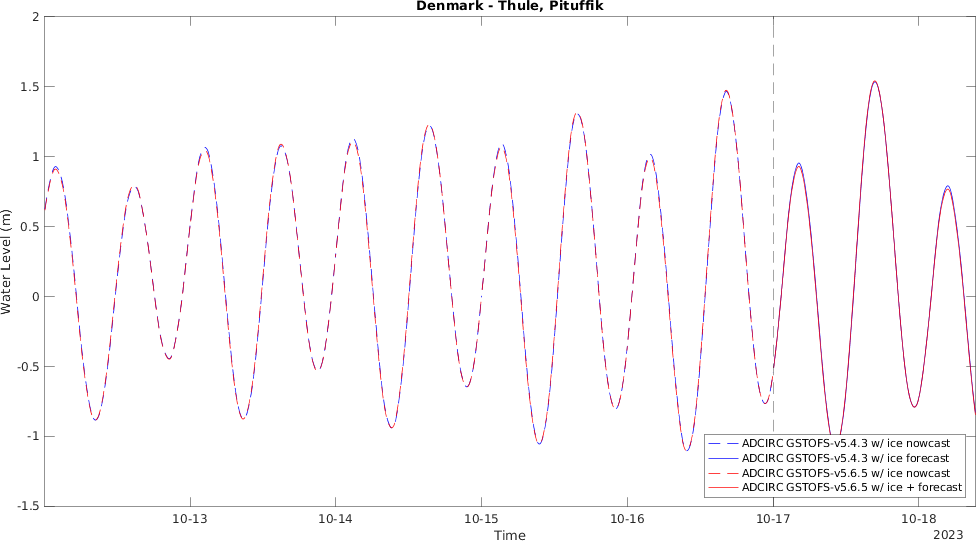 Denmark - Thule, Pituffik
2
1.5
1
0.5
0
-0.5
-1
-1.5
Water Level (m)
10-13
10-14
10-15
10-16
10-17
10-18
Time
2023
ADCIRC GSTOFS-v5.4.3 w/ ice nowcast
ADCIRC GSTOFS-v5.4.3 w/ ice forecast
ADCIRC GSTOFS-v5.6.5 w/ ice nowcast
ADCIRC GSTOFS-v5.6.5 w/ ice + forecast